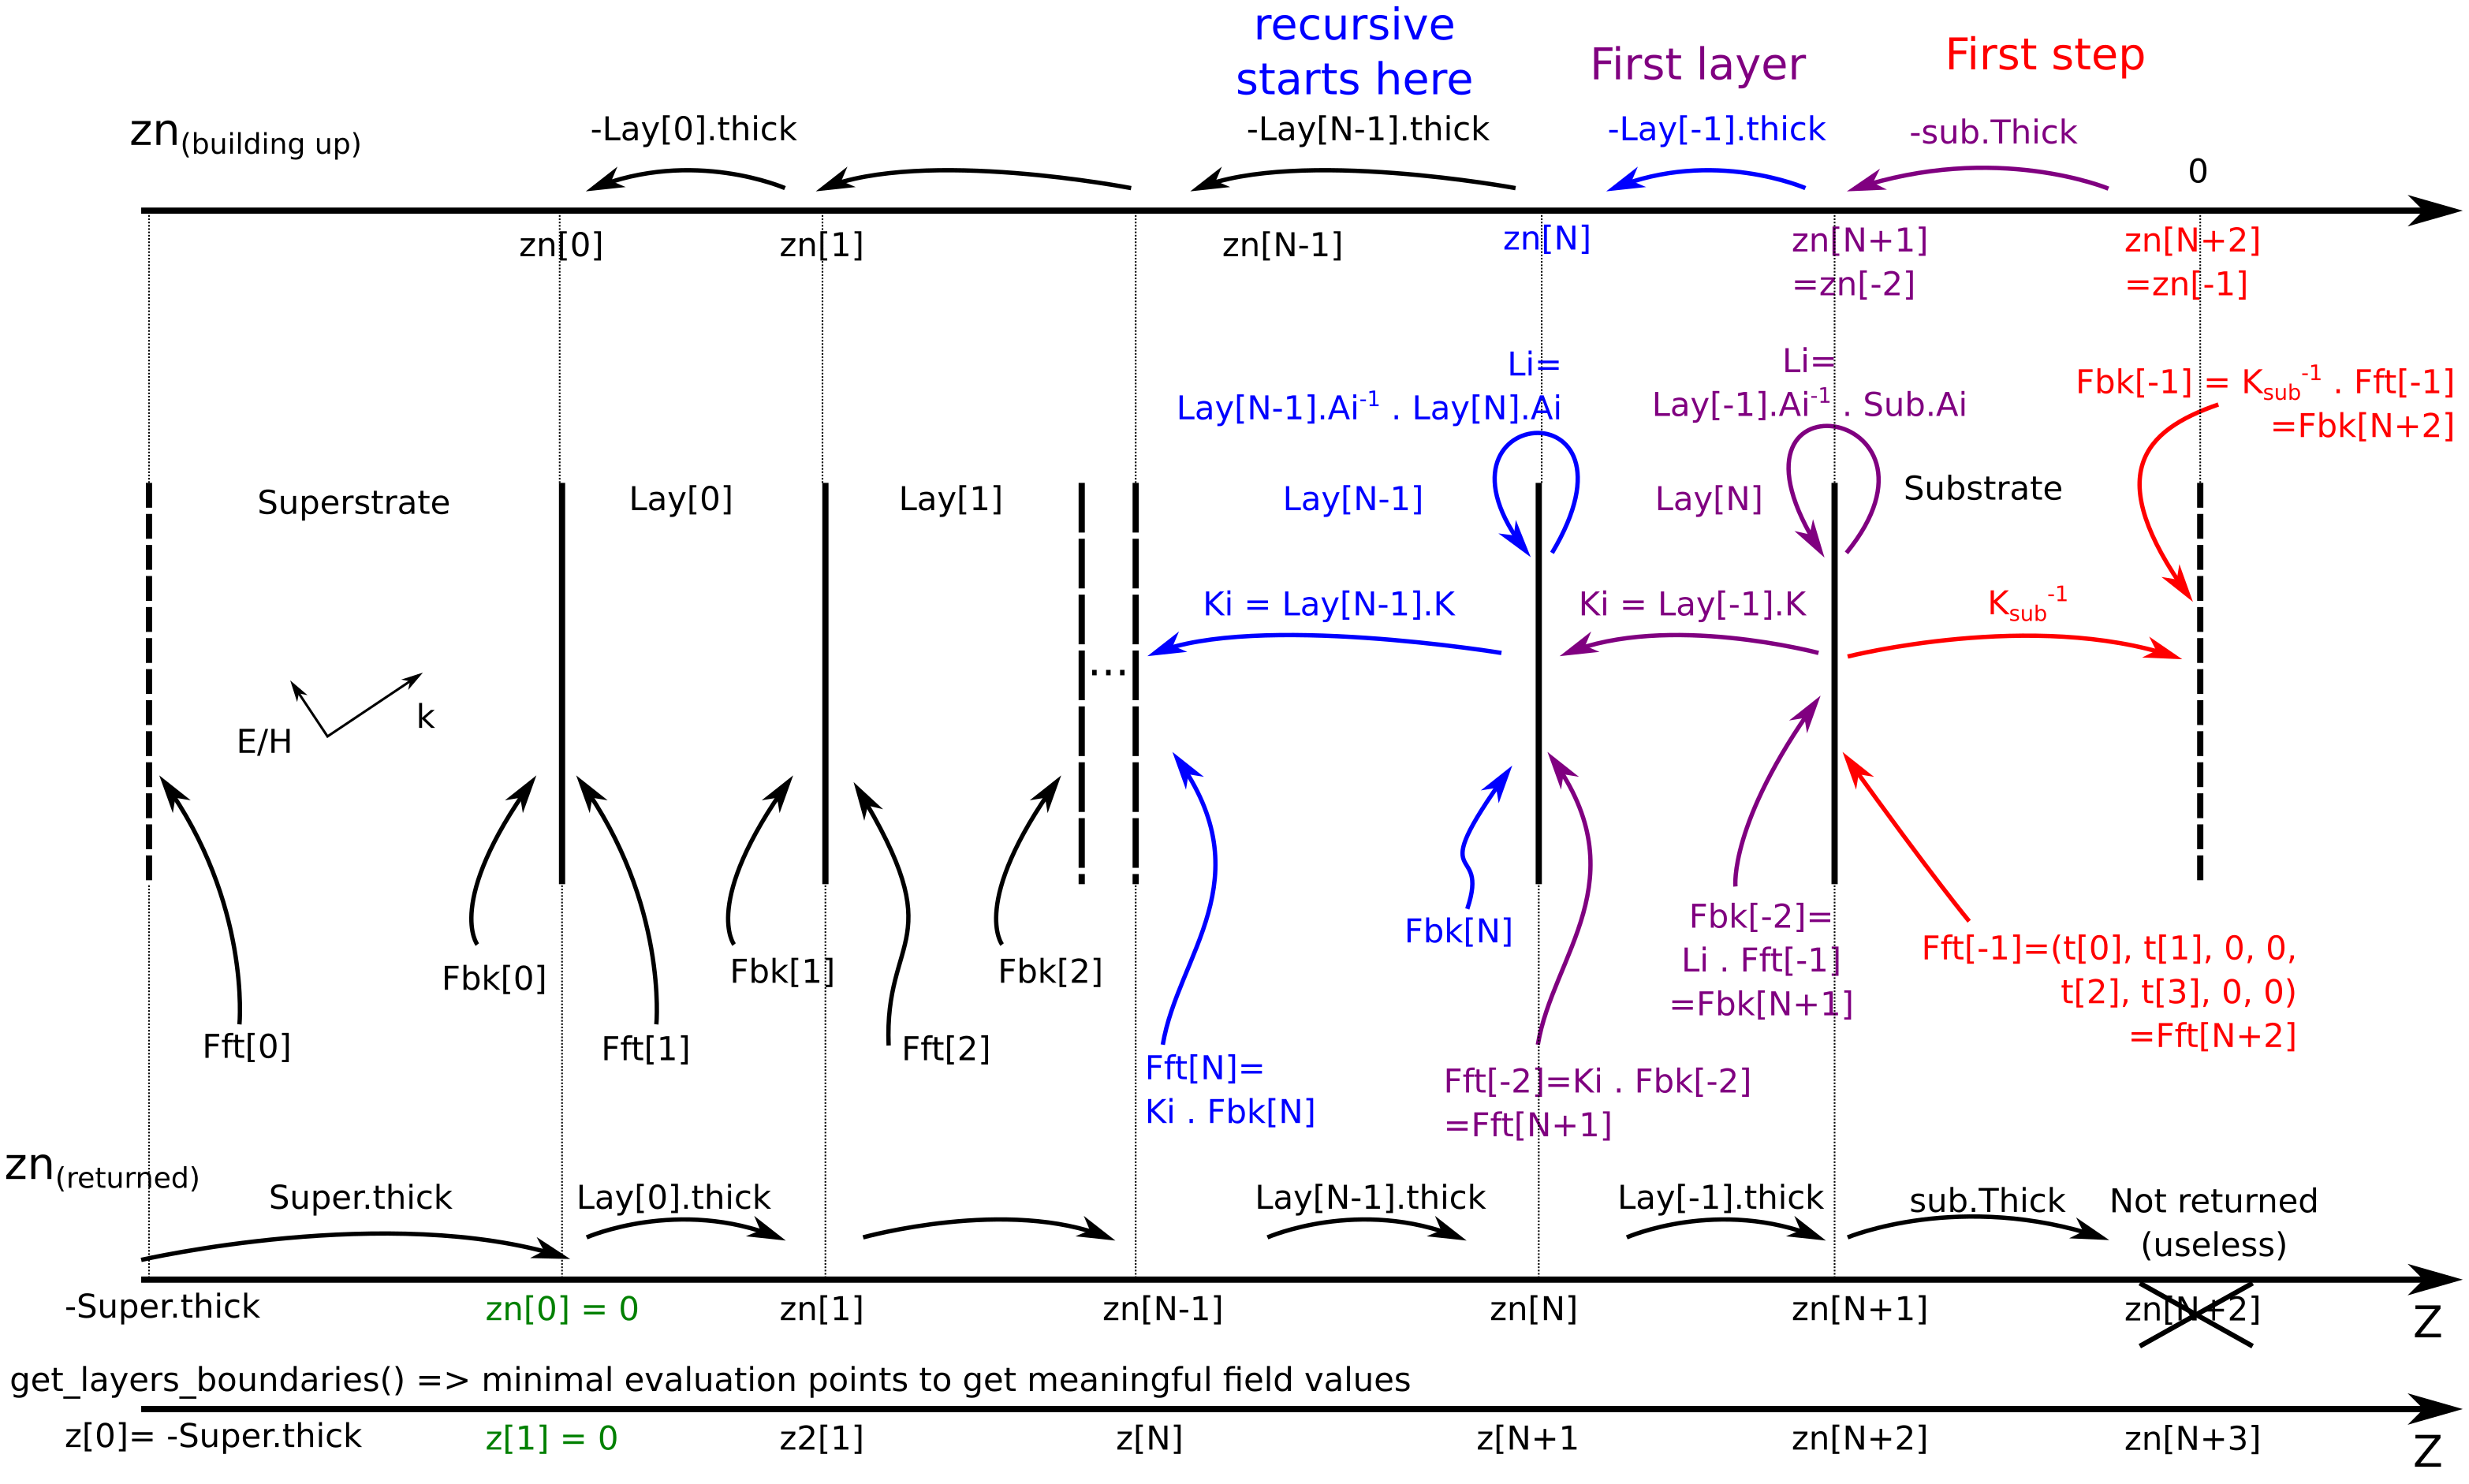 recursive
starts here
First layer
First step
zn(building up)
-Lay[0].thick
-Lay[N-1].thick
-Lay[-1].thick
-sub.Thick
0
zn[0]
zn[1]
zn[N-1]
zn[N]
zn[N+1]
=zn[-2]
zn[N+2]
=zn[-1]
Li=
Lay[N-1].Ai-1 . Lay[N].Ai
Li=
Lay[-1].Ai-1 . Sub.Ai
Fbk[-1] = Ksub-1 . Fft[-1]
=Fbk[N+2]
Superstrate
Lay[0]
Lay[1]
Lay[N-1]
Lay[N]
Substrate
Ki = Lay[N-1].K
Ki = Lay[-1].K
Ksub-1
...
E/H
k
Fft[0]
Fbk[0]
Fft[1]
Fbk[1]
Fft[2]
Fbk[2]
Fft[N]=
Ki . Fbk[N]
Fbk[N]
Fft[-2]=Ki . Fbk[-2]
=Fft[N+1]
Fbk[-2]=
Li . Fft[-1]
=Fbk[N+1]
Fft[-1]=(t[0], t[1], 0, 0,
t[2], t[3], 0, 0)
=Fft[N+2]
zn(returned)
Super.thick
Lay[0].thick
Lay[N-1].thick
Lay[-1].thick
sub.Thick
Not returned
(useless)
-Super.thick
zn[0] = 0
zn[1]
zn[N-1]
zn[N]
zn[N+1]
zn[N+2]
Z
get_layers_boundaries() => minimal evaluation points to get meaningful field values
z[0]= -Super.thick
z[1] = 0
z2[1]
z[N]
z[N+1
zn[N+2]
zn[N+3]
Z